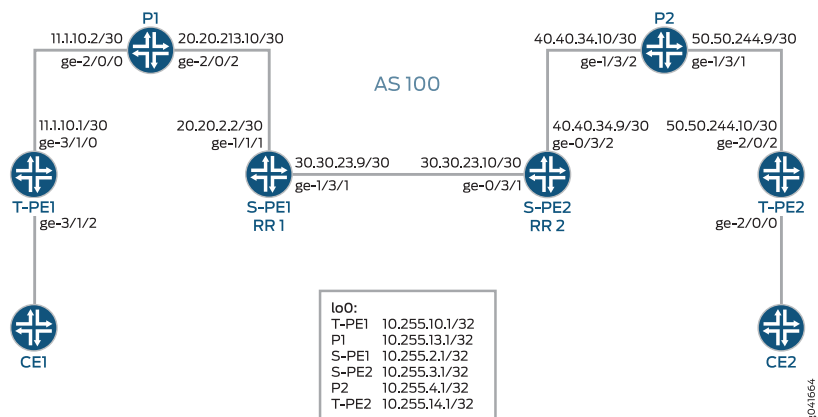 P1
P2
11.1.10.2/30
20.20.213.10/30
40.40.34.10/30
50.50.244.9/30
ge-2/0/0
ge-2/0/2
ge-1/3/2
ge-1/3/1
AS 100
11.1.10.1/30
20.20.2.2/30
40.40.34.9/30
50.50.244.10/30
ge-3/1/0
ge-1/1/1
ge-0/3/2
ge-2/0/2
30.30.23.9/30
30.30.23.10/30
ge-1/3/1
ge-0/3/1
T-PE1
S-PE1
S-PE2
T-PE2
ge-3/1/2
RR 1
RR 2
ge-2/0/0
lo0:
T-PE1 10.255.10.1/32
P1 10.255.13.1/32
S-PE1 10.255.2.1/32
S-PE2 10.255.3.1/32
P2 10.255.4.1/32
T-PE2 10.255.14.1/32
CE1
CE2
g041664